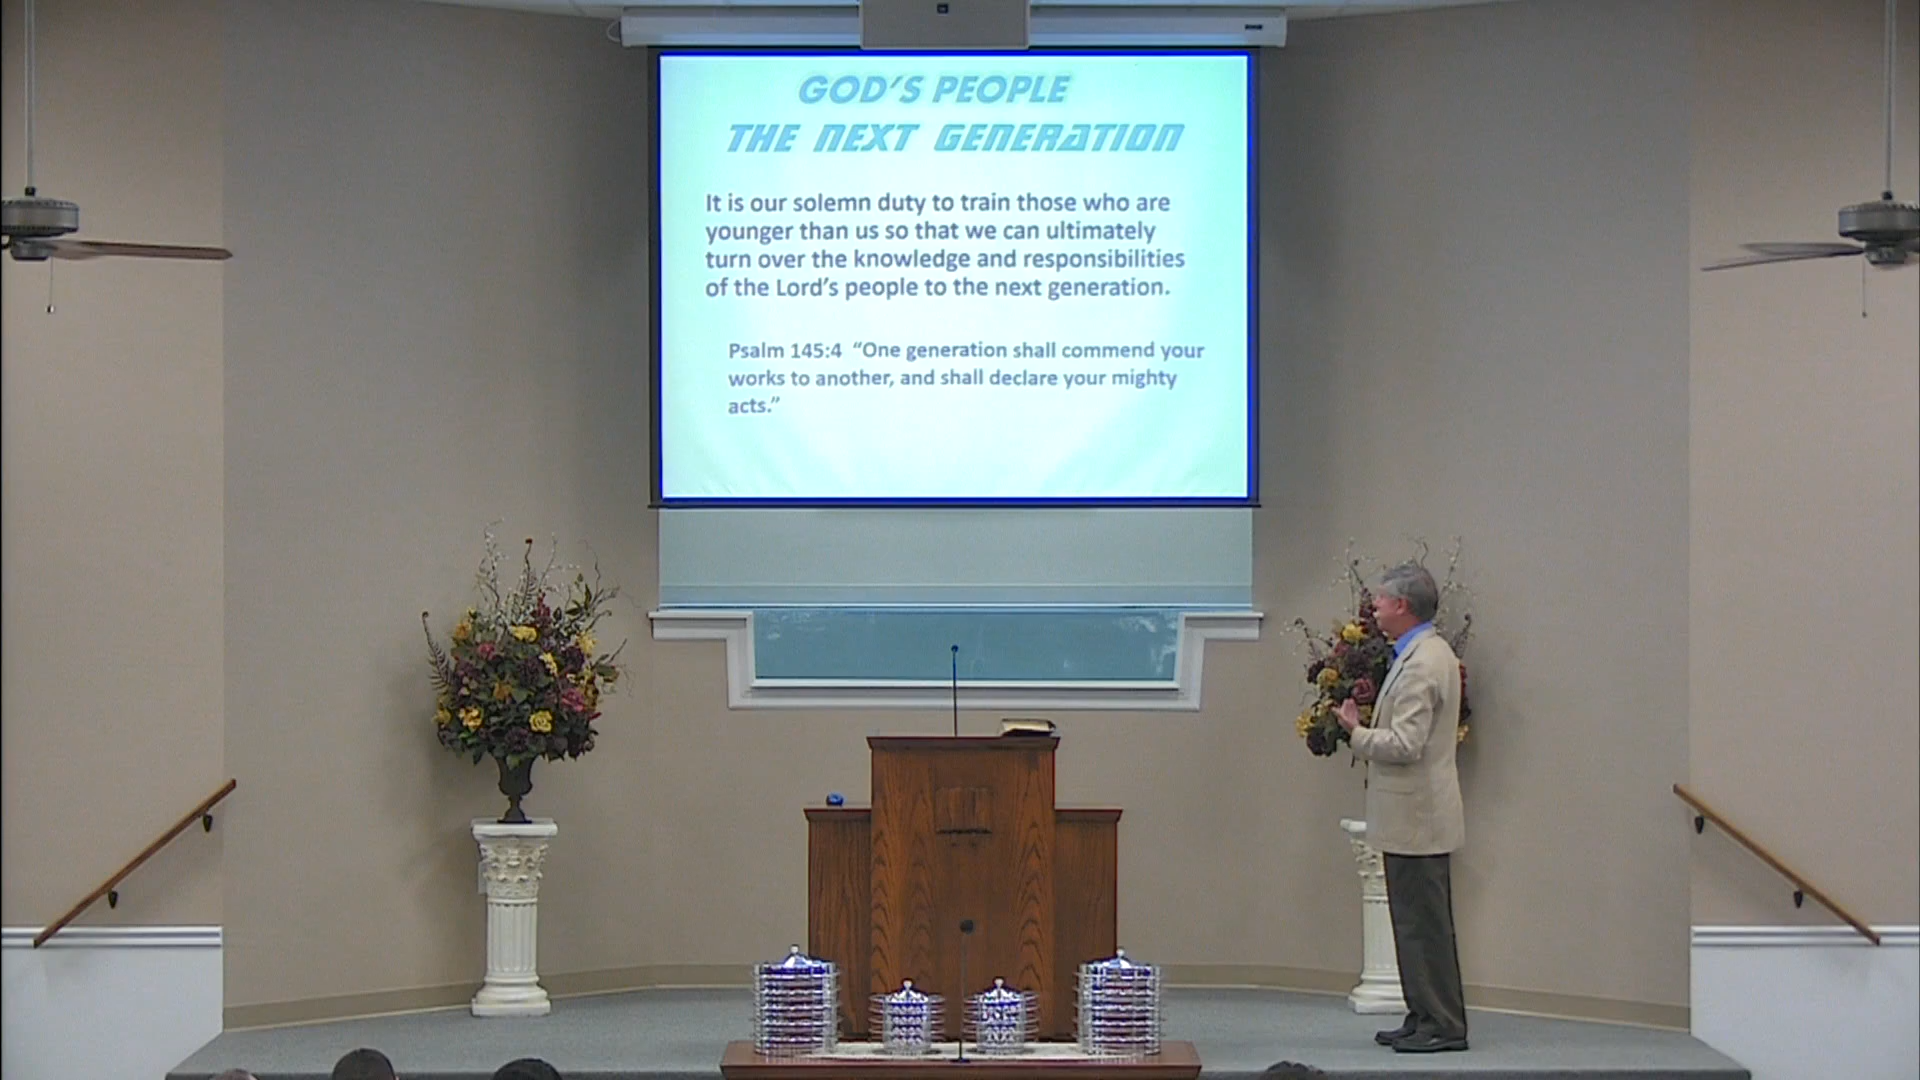 GOD’S PEOPLE
THE NEXT GENERATION
It is our solemn duty to train those who are
younger than us so that we can ultimately
turn over the knowledge and responsibilities
of the Lord’s people to the next generation.
Psalm 145:4 “One generation shall commend your
works to another, and shall declare your mighty
acts.”